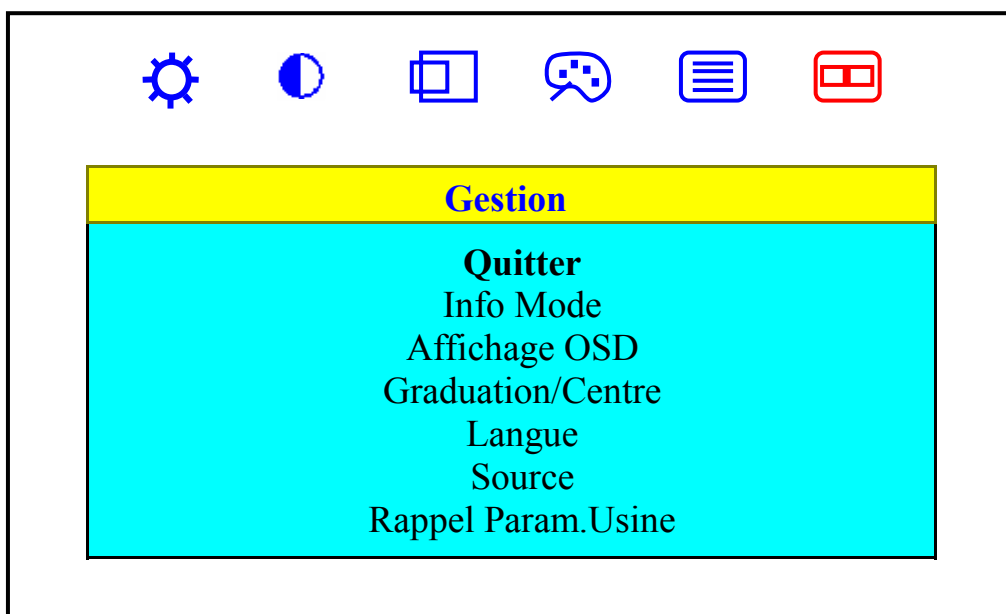 Gestion
Quitter
Info Mode
Affichage OSD
Graduation/Centre
Langue
Source
Rappel Param.Usine